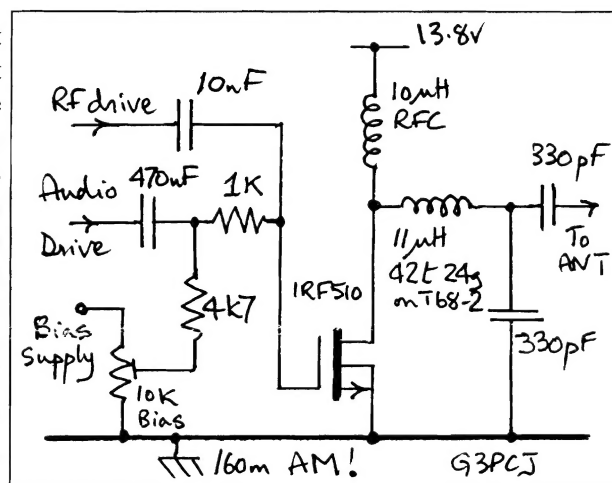 13.8V
10nF
RF drive
10µH
RFC
330pF
470nF
1K
Audio
Drive
To
ANT
11µH
42t 24g
on T68-2
IRF510
4K7
Bias
Supply
10K
Bias
330pF
160m AM!
G3PCJ